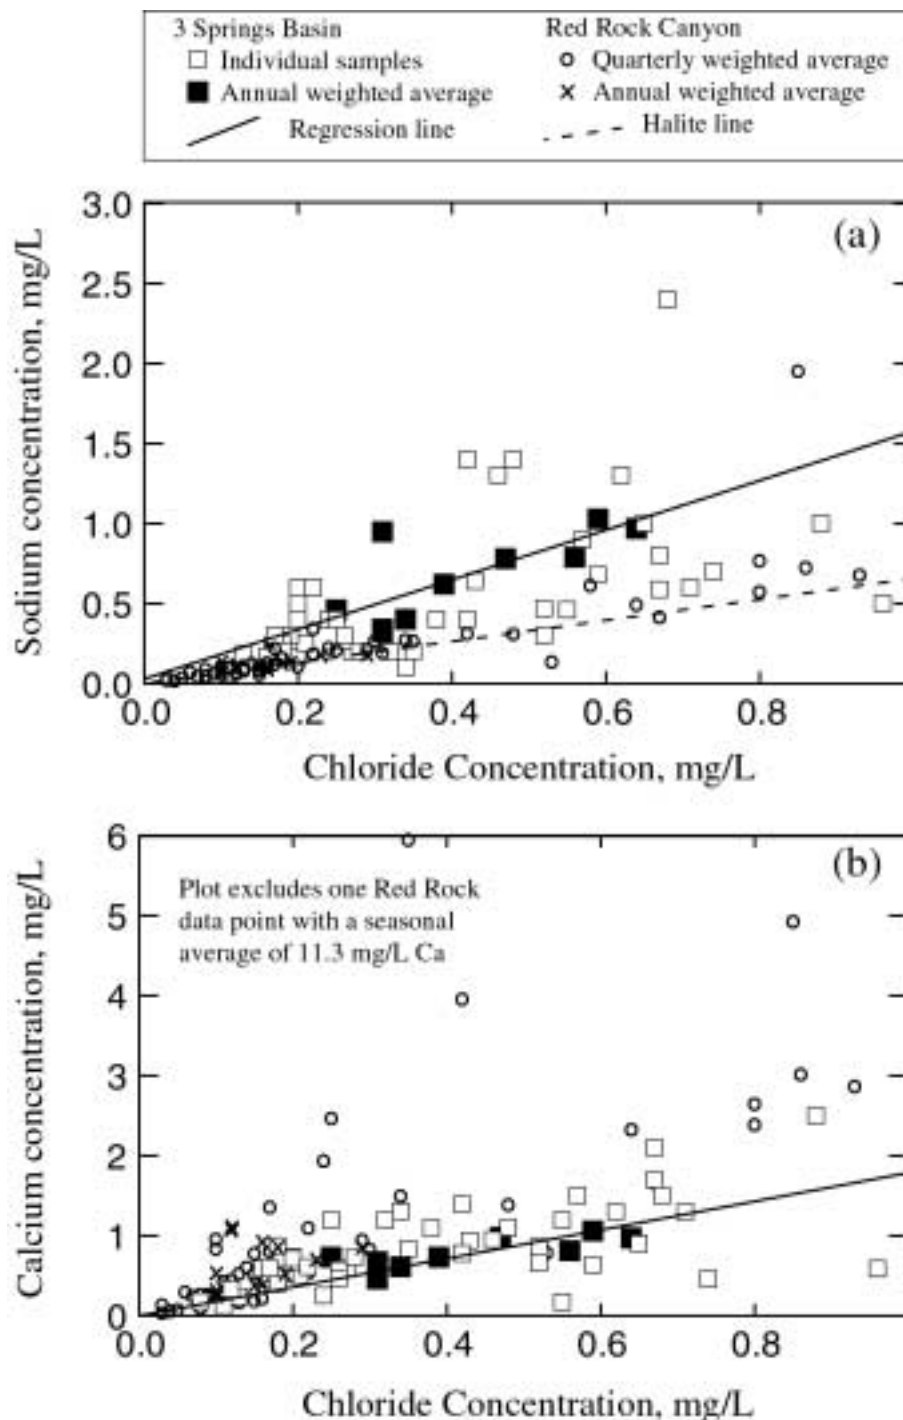 3 Springs Basin Red Rock Canyon
Individual samples Quarterly weighted average
Annual weighted average Annual weighted average
Regression line Halite line
(a)
Sodium concentration, mg/L
3.0
2.5
2.0
1.5
1.0
0.5
0.0
0.0 0.2 0.4 0.6 0.8
Chloride Concentration, mg/L
(b)
Plot excludes one Red Rock
data point with a seasonal
average of 11.3 mg/L Ca
Calcium concentration, mg/L
6
5
4
3
2
1
0
0.0 0.2 0.4 0.6 0.8
Chloride Concentration, mg/L